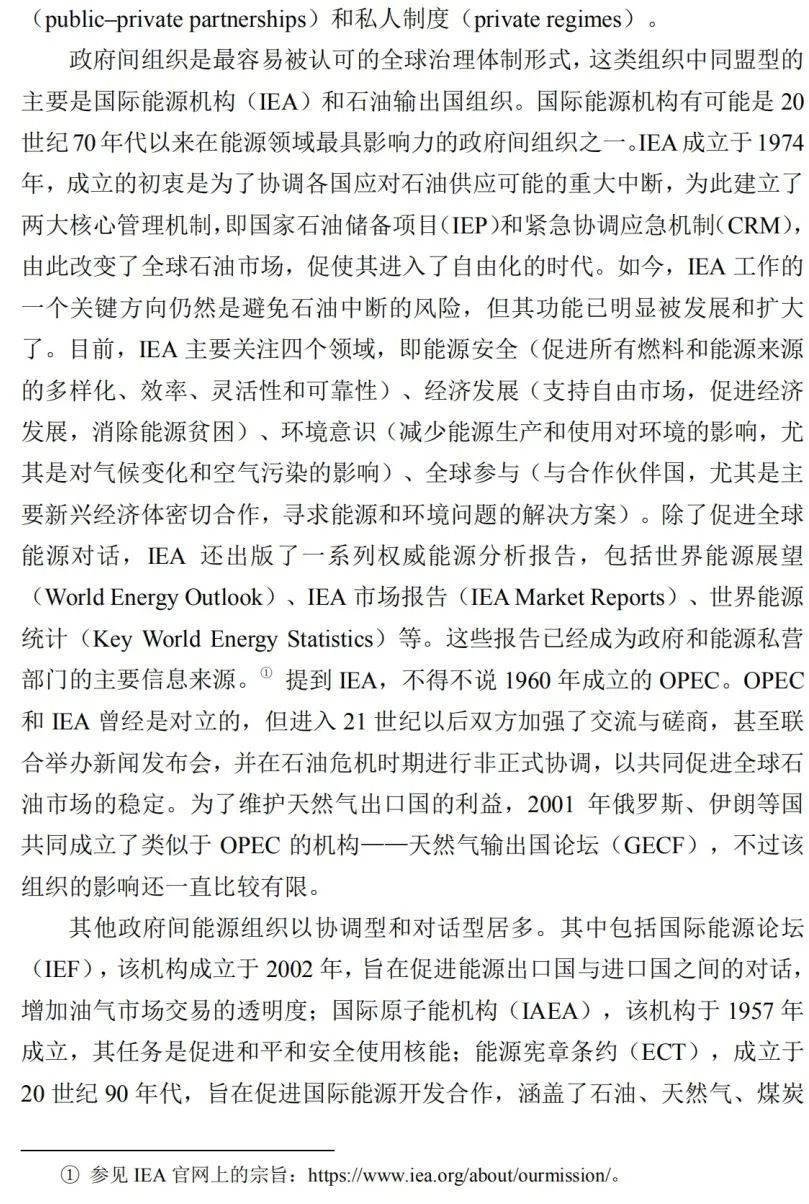 （public–private partnerships）和私人制度（private regimes）。
政府间组织是最容易被认可的全球治理体制形式，这类组织中同盟型的
主要是国际能源机构（IEA）和石油输出国组织。国际能源机构有可能是 20
世纪 70 年代以来在能源领域最具影响力的政府间组织之一。IEA 成立于 1974
年，成立的初衷是为了协调各国应对石油供应可能的重大中断，为此建立了
两大核心管理机制，即国家石油储备项目（IEP）和紧急协调应急机制（CRM），
由此改变了全球石油市场，促使其进入了自由化的时代。如今，IEA 工作的
一个关键方向仍然是避免石油中断的风险，但其功能已明显被发展和扩大
了。目前，IEA 主要关注四个领域，即能源安全（促进所有燃料和能源来源
的多样化、效率、灵活性和可靠性）、经济发展（支持自由市场，促进经济
发展，消除能源贫困）、环境意识（减少能源生产和使用对环境的影响，尤
其是对气候变化和空气污染的影响）、全球参与（与合作伙伴国，尤其是主
要新兴经济体密切合作，寻求能源和环境问题的解决方案）。除了促进全球
能源对话，IEA 还出版了一系列权威能源分析报告，包括世界能源展望
（World Energy Outlook）、IEA 市场报告（IEA Market Reports）、世界能源
统计（Key World Energy Statistics）等。这些报告已经成为政府和能源私营
部门的主要信息来源。① 提到 IEA，不得不说 1960 年成立的 OPEC。OPEC
和 IEA 曾经是对立的，但进入 21 世纪以后双方加强了交流与磋商，甚至联
合举办新闻发布会，并在石油危机时期进行非正式协调，以共同促进全球石
油市场的稳定。为了维护天然气出口国的利益，2001 年俄罗斯、伊朗等国
共同成立了类似于 OPEC 的机构——天然气输出国论坛（GECF），不过该
组织的影响还一直比较有限。
其他政府间能源组织以协调型和对话型居多。其中包括国际能源论坛
（IEF），该机构成立于 2002 年，旨在促进能源出口国与进口国之间的对话，
增加油气市场交易的透明度；国际原子能机构（IAEA），该机构于 1957 年
成立，其任务是促进和平和安全使用核能；能源宪章条约（ECT），成立于
20 世纪 90 年代，旨在促进国际能源开发合作，涵盖了石油、天然气、煤炭
① 参见 IEA 官网上的宗旨：https://www.iea.org/about/ourmission/。